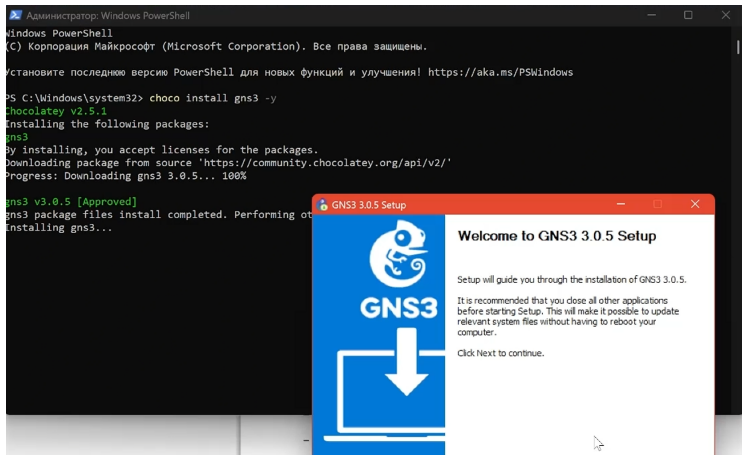 Администратор: Windows PowerShell
Windows PowerShell
(C) Корпорация Майкрософт (Microsoft Corporation). Все права защищены.
Установите последнюю версию PowerShell для новых функций и улучшения! https://aka.ms/PSWindows
PS C:\Windows\system32> choco install gns3 -y
Chocolatey v2.5.1
Installing the following packages:
gns3
By installing, you accept licenses for the packages.
Downloading package from source 'https://community.chocolatey.org/api/v2/'
Progress: Downloading gns3 3.0.5... 100%
gns3 v3.0.5 [Approved]
gns3 package files install completed. Performing ot
Installing gns3...
GNS3 3.0.5 Setup
GNS3
Welcome to GNS3 3.0.5 Setup
Setup will guide you through the installation of GNS3 3.0.5.
It is recommended that you close all other applications
before starting Setup. This will make it possible to update
relevant system files without having to reboot your
computer.
Click Next to continue.